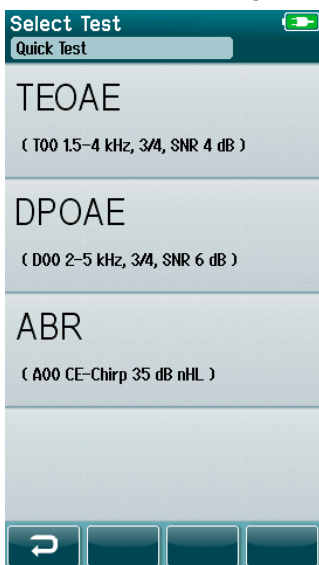 Select Test
Quick Test
TEOAE
( T00 1.5-4 kHz, 3/4, SNR 4 dB )
DPOAE
( D00 2-5 kHz, 3/4, SNR 6 dB )
ABR
( A00 CE-Chirp 35 dB nHL )